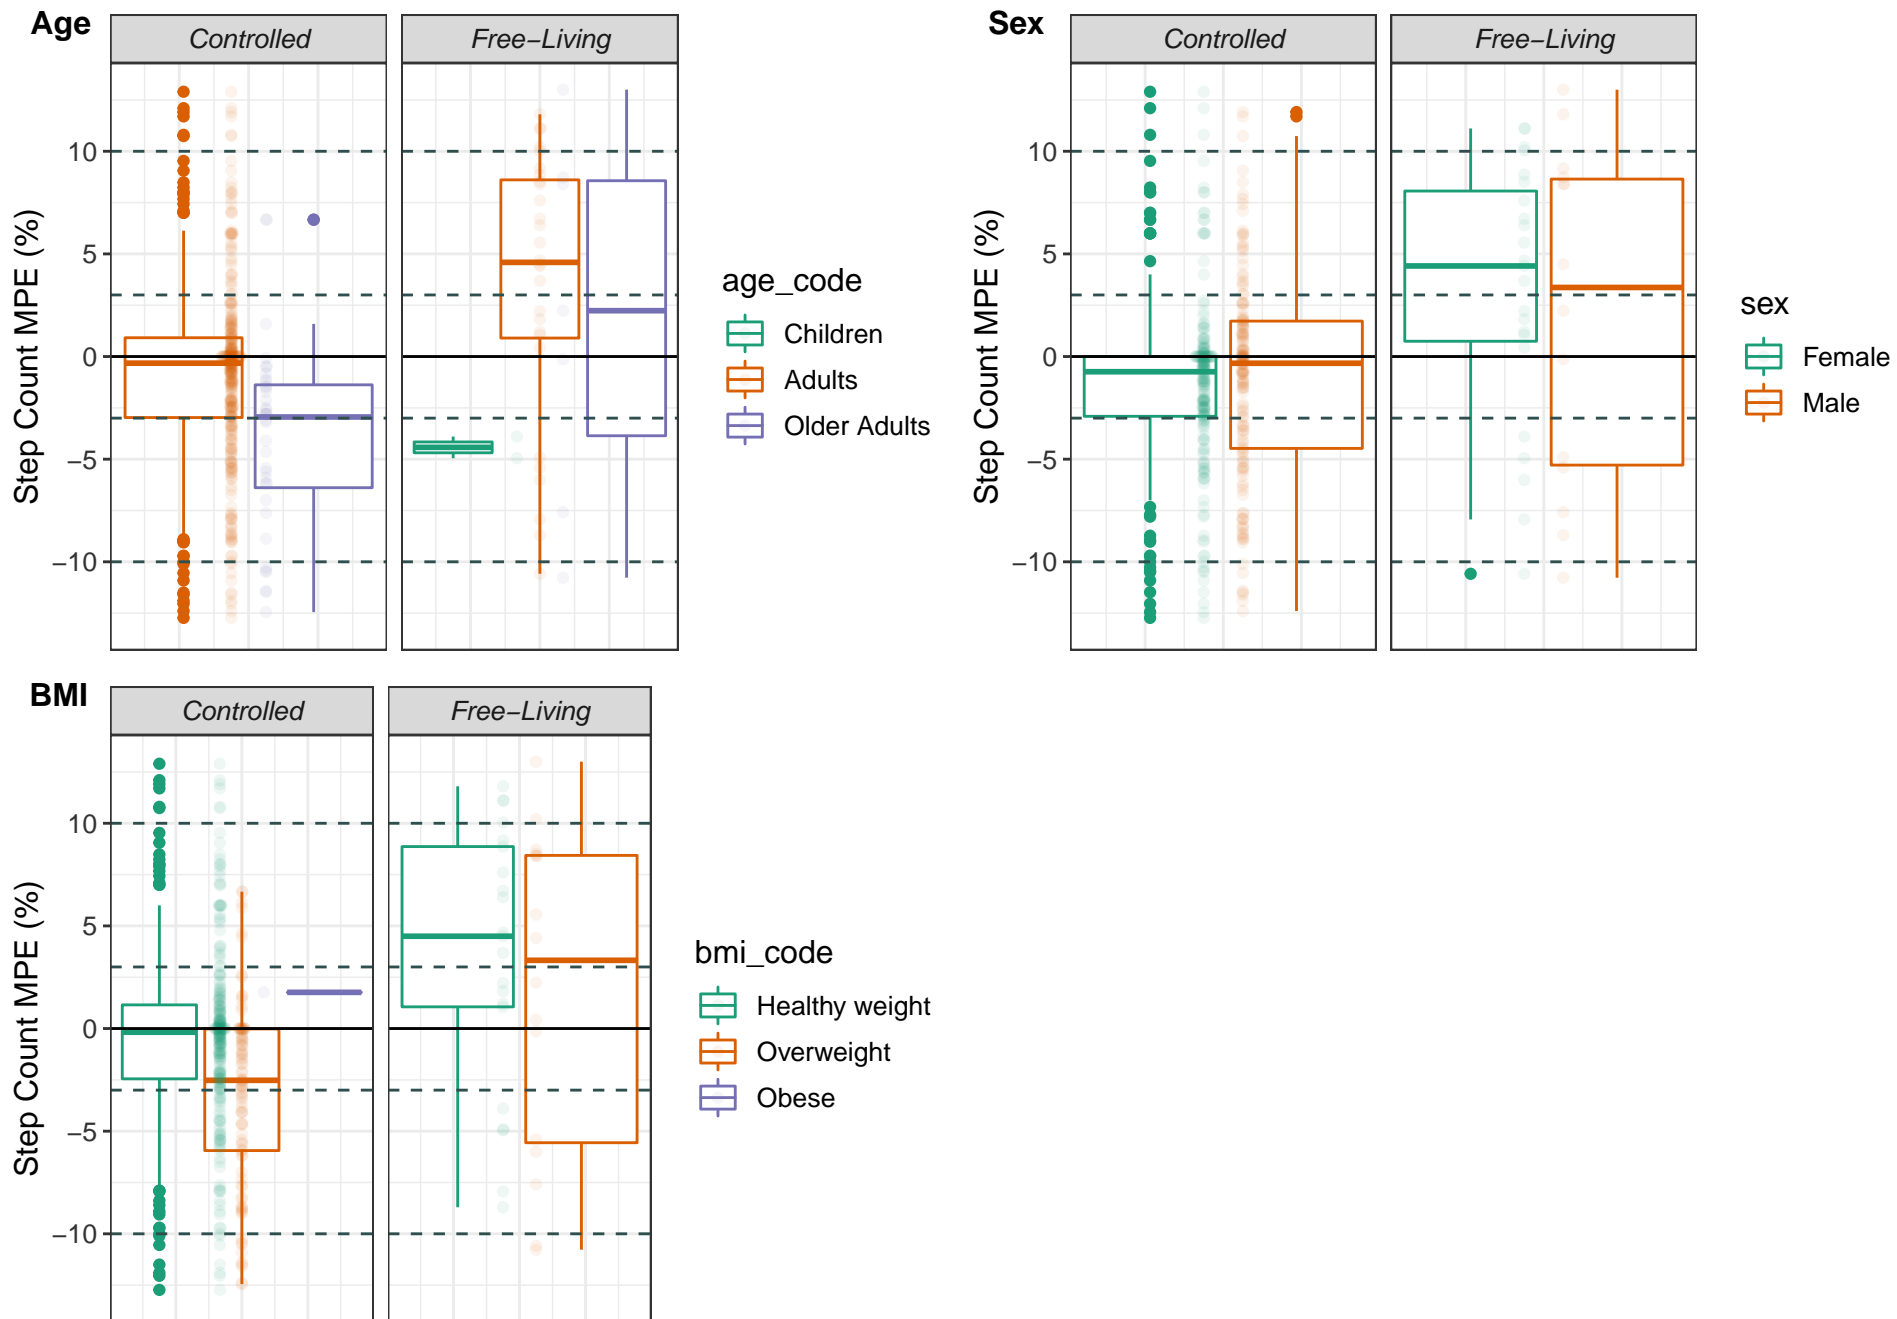 Age
Controlled
Free−Living
Step Count MPE (%)
10
5
0
−5
−10
age_code
Children
Adults
Older Adults
Sex
Controlled
Free−Living
Step Count MPE (%)
10
5
0
−5
−10
sex
Female
Male
BMI
Controlled
Free−Living
Step Count MPE (%)
10
5
0
−5
−10
bmi_code
Healthy weight
Overweight
Obese